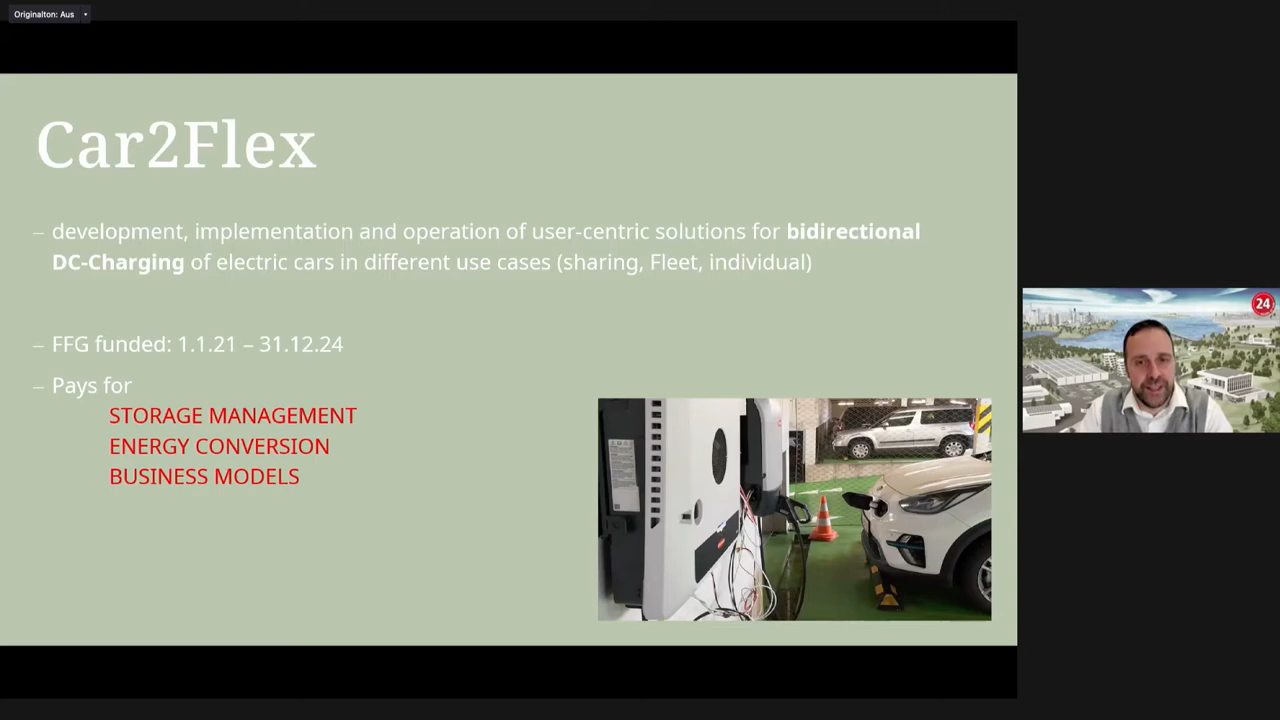 Originalton: Aus
Car2Flex
– development, implementation and operation of user-centric solutions for bidirectional
DC-Charging of electric cars in different use cases (sharing, Fleet, individual)
– FFG funded: 1.1.21 – 31.12.24
– Pays for
STORAGE MANAGEMENT
ENERGY CONVERSION
BUSINESS MODELS
24